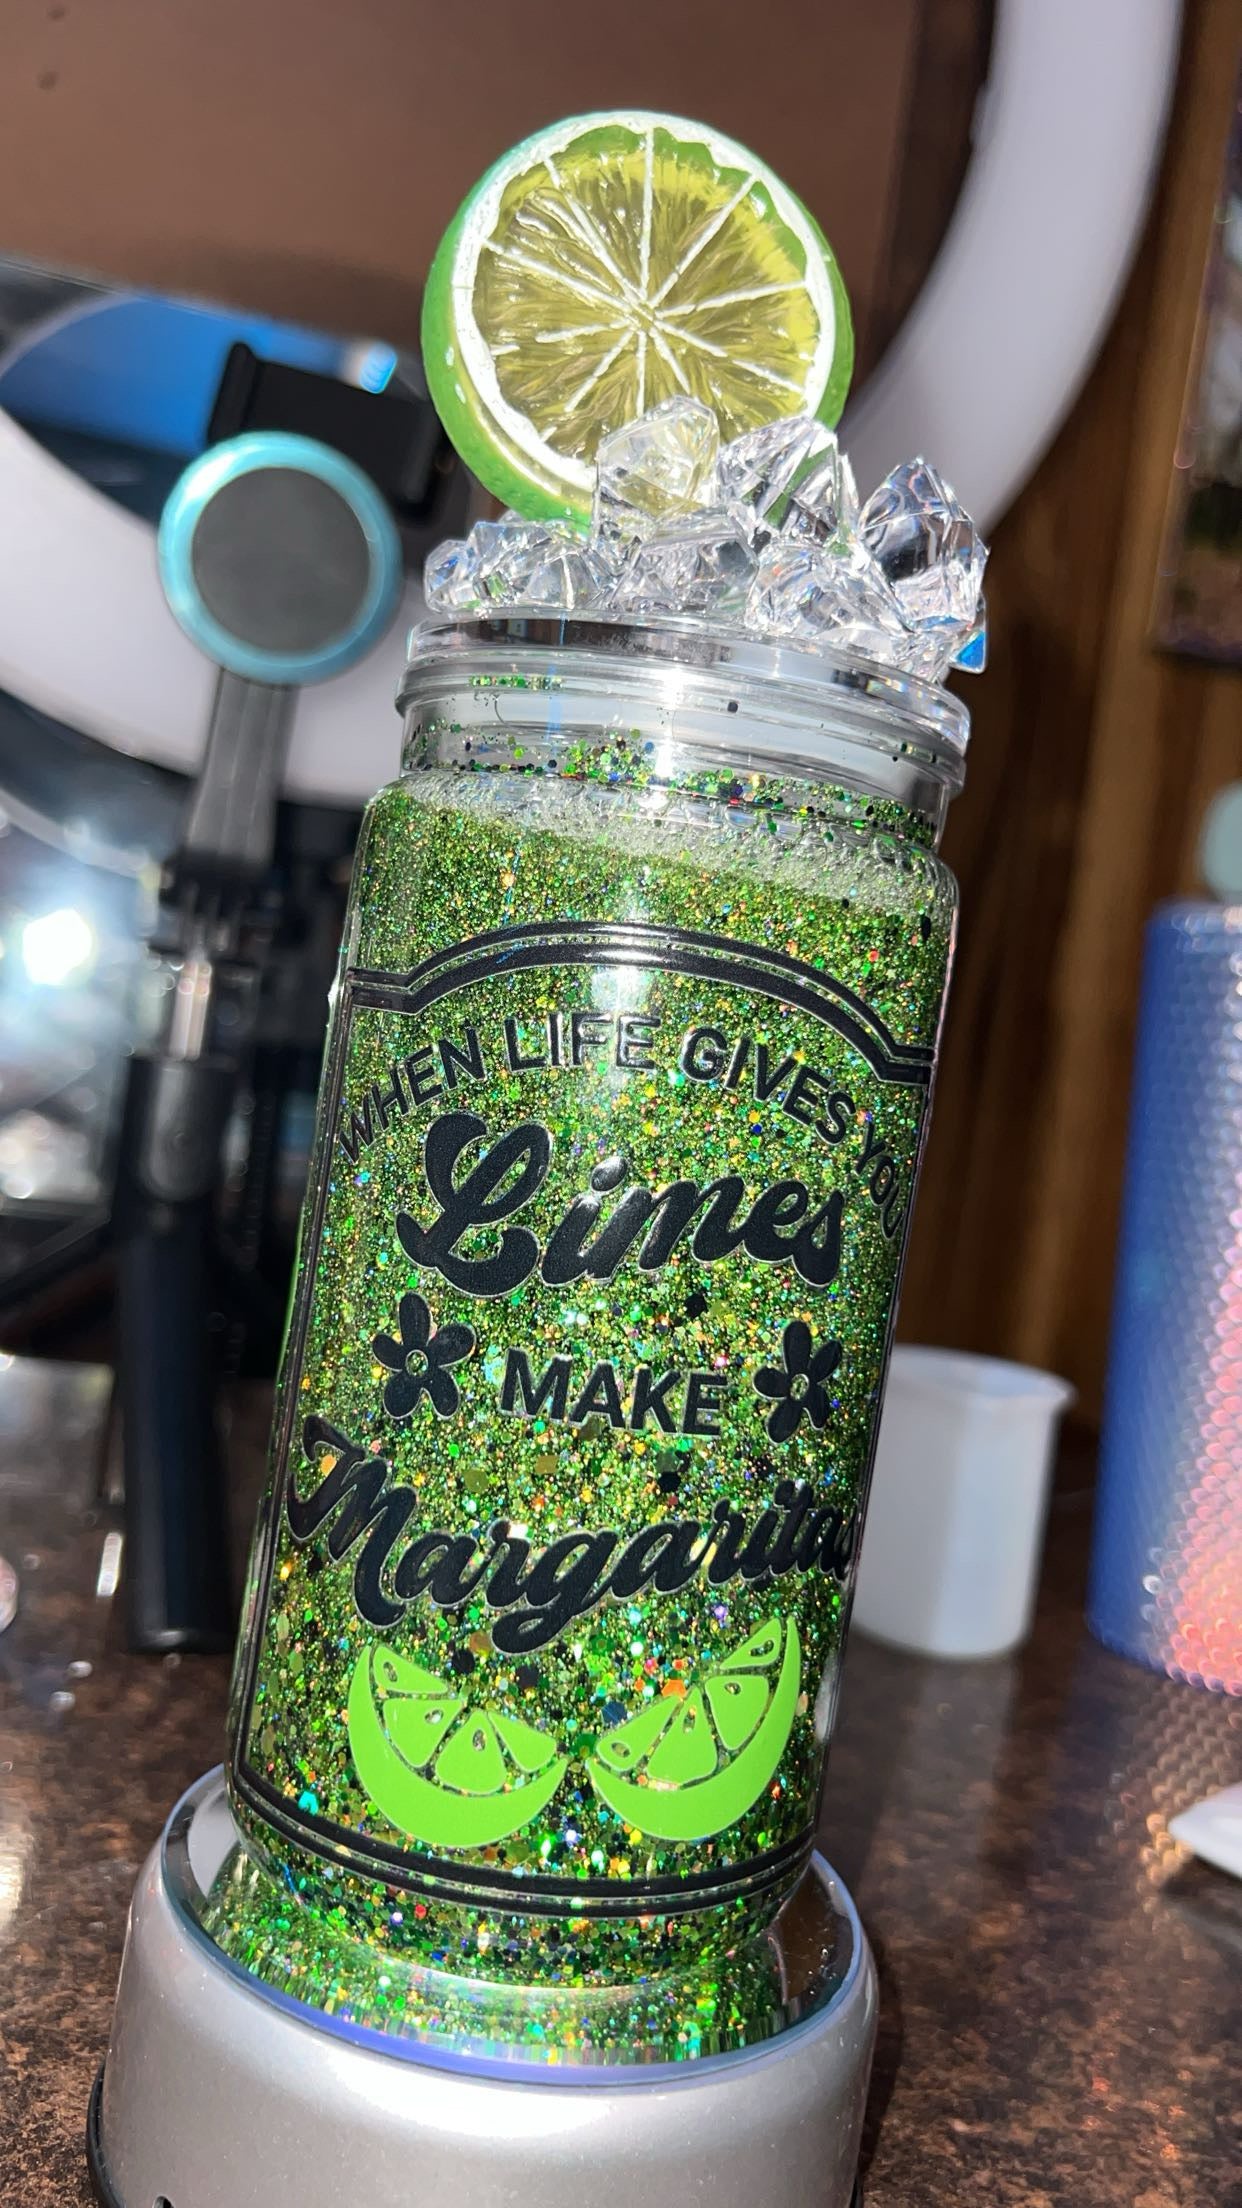 WHEN LIFE GIVES YOU
Limes
MAKE
Margaritas